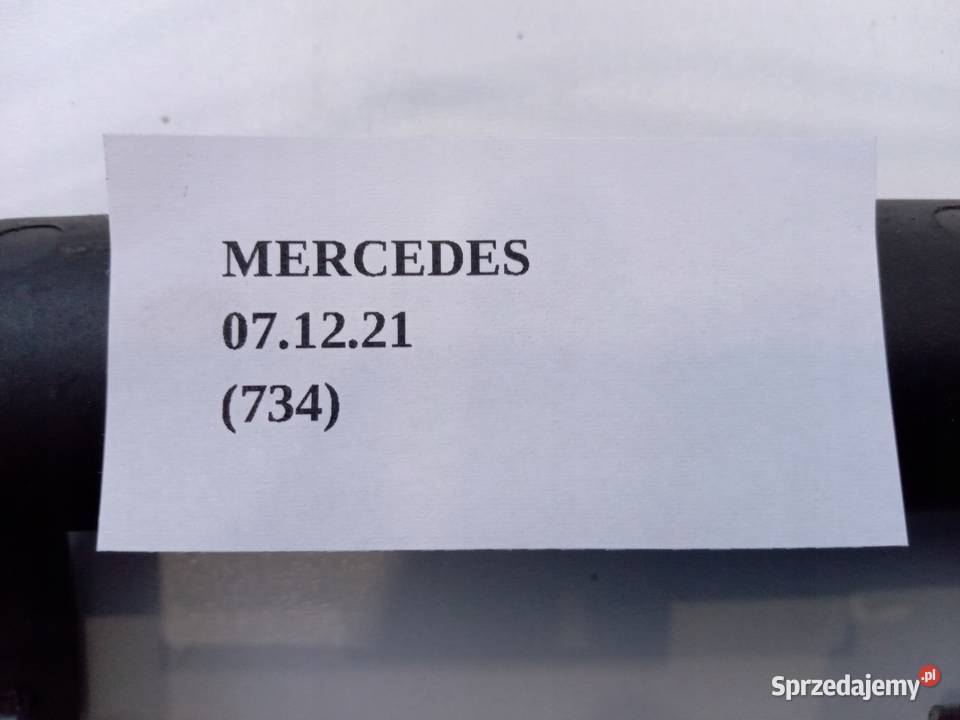 MERCEDES
07.12.21
(734)
Sprzedajemy.pl